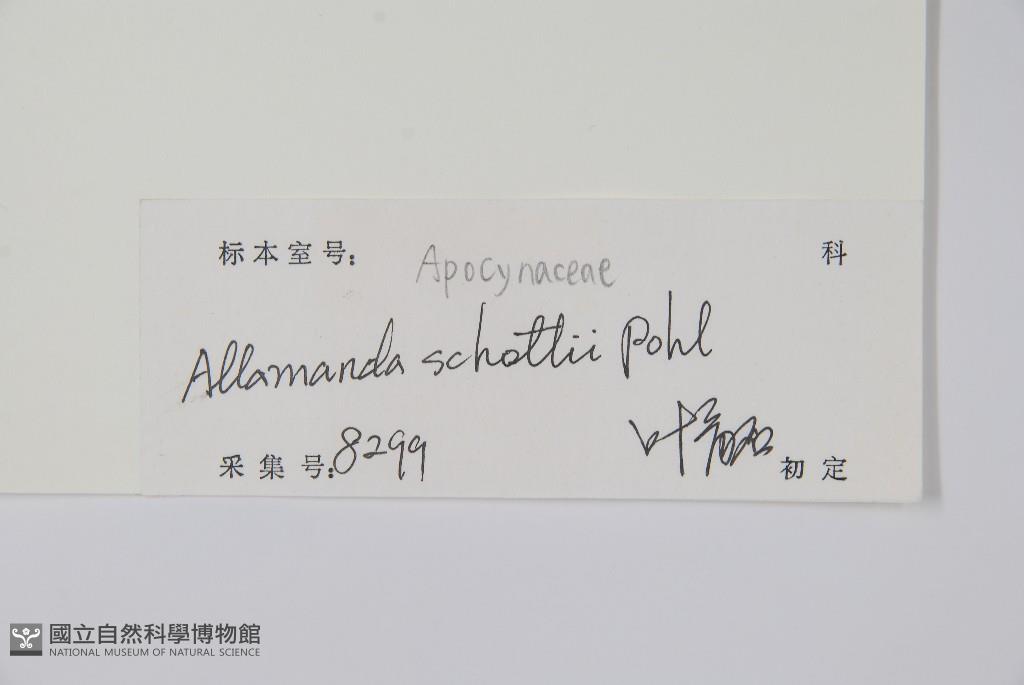 标本室号: Apocynaceae 科
Allamanda schottii Pohl
采集号: 8299 叶 初定
國立自然科學博物館
NATIONAL MUSEUM OF NATURAL SCIENCE